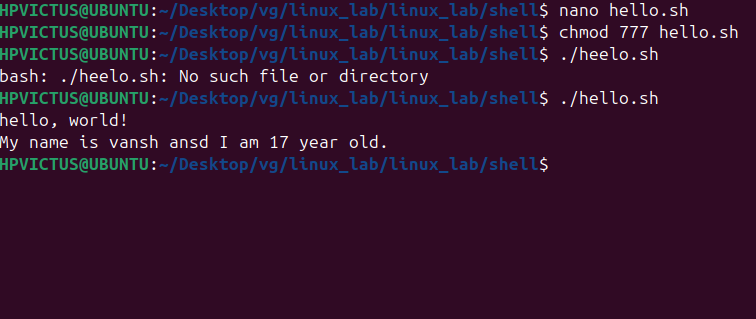 HPVICTUS@UBUNTU:~/Desktop/vg/linux_lab/linux_lab/shell$ nano hello.sh
HPVICTUS@UBUNTU:~/Desktop/vg/linux_lab/linux_lab/shell$ chmod 777 hello.sh
HPVICTUS@UBUNTU:~/Desktop/vg/linux_lab/linux_lab/shell$ ./heelo.sh
bash: ./heelo.sh: No such file or directory
HPVICTUS@UBUNTU:~/Desktop/vg/linux_lab/linux_lab/shell$ ./hello.sh
hello, world!
My name is vansh ansd I am 17 year old.
HPVICTUS@UBUNTU:~/Desktop/vg/linux_lab/linux_lab/shell$